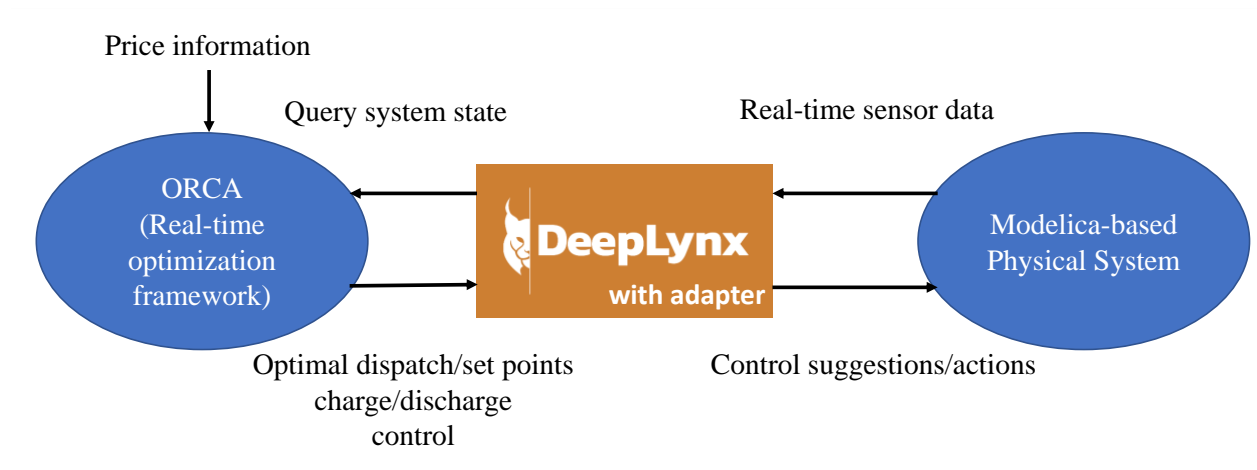 Price information
Query system state
Real-time sensor data
ORCA
(Real-time
optimization
framework)
DeepLynx
with adapter
Modelica-based
Physical System
Optimal dispatch/set points
charge/discharge
control
Control suggestions/actions